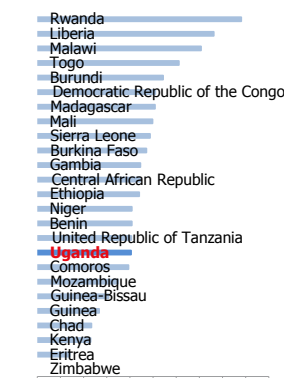 Rwanda
Liberia
Malawi
Togo
Burundi
Democratic Republic of the Congo
Madagascar
Mali
Sierra Leone
Burkina Faso
Gambia
Central African Republic
Ethiopia
Niger
Benin
United Republic of Tanzania
Uganda
Comoros
Mozambique
Guinea-Bissau
Guinea
Chad
Kenya
Eritrea
Zimbabwe